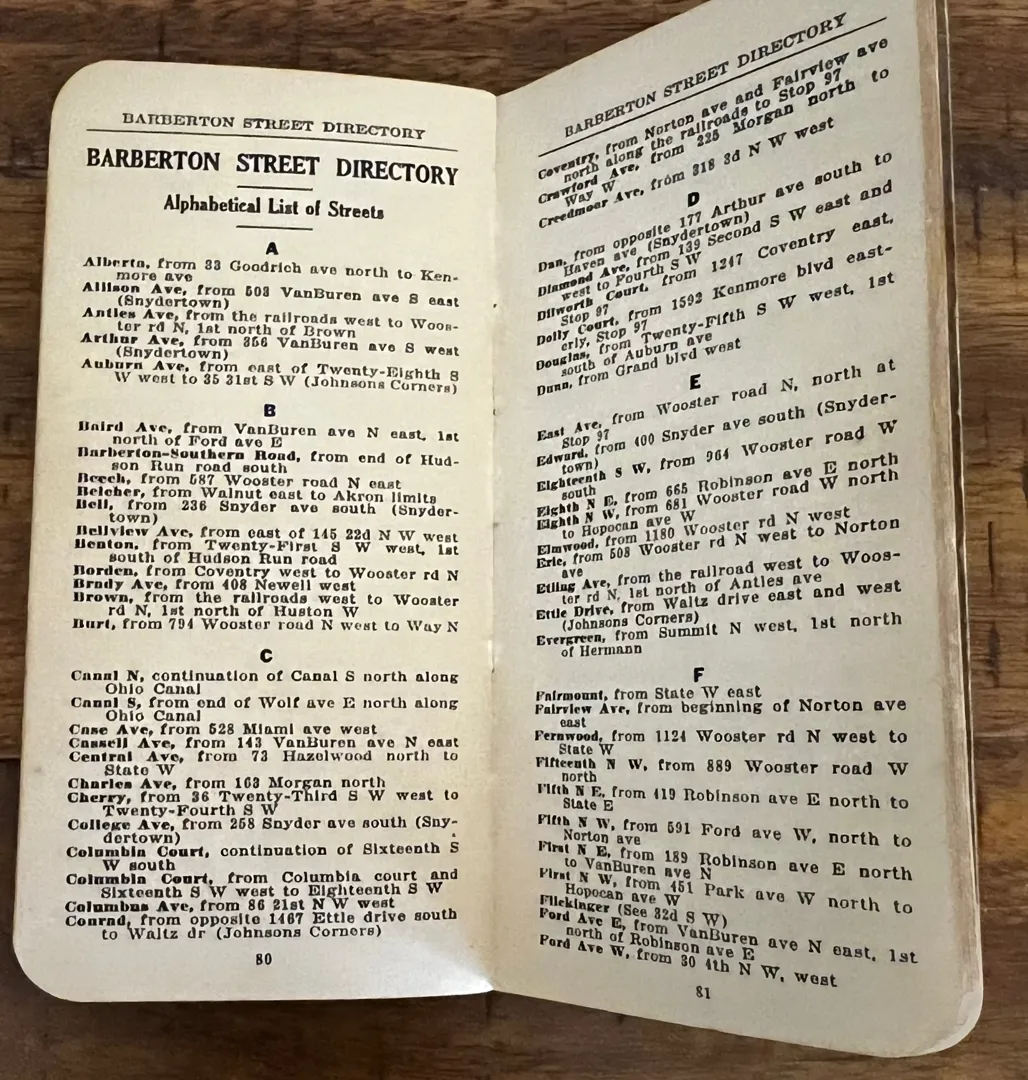 BARBERTON STREET DIRECTORY
BARBERTON STREET DIRECTORY
Alphabetical List of Streets
A
Alberta, from 33 Goodrich ave north to Ken-
more ave
Allison Ave, from 503 VanBuren ave S east
(Snydertown)
Antles Ave, from the railroads west to Woos-
ter rd N, 1st north of Brown
Arthur Ave, from 356 VanBuren ave S west
(Snydertown)
Auburn Ave, from east of Twenty-Eighth S
W west to 35 31st S W (Johnsons Corners)
B
Baird Ave, from VanBuren ave N east, 1st
north of Ford ave E
Barberton-Southern Road, from end of Hud-
son Run road south
Beech, from 587 Wooster road N east
Belcher, from Walnut east to Akron limits
Bell, from 236 Snyder ave south (Snyder-
town)
Bellview Ave, from east of 145 22d N W west
Benton, from Twenty-First S W west, 1st
south of Hudson Run road
Borden, from Coventry west to Wooster rd N
Brady Ave, from 408 Newell west
Brown, from the railroads west to Wooster
rd N, 1st north of Huston W
Burt, from 794 Wooster road N west to Way N
C
Canal N, continuation of Canal S north along
Ohio Canal
Canal S, from end of Wolf ave E north along
Ohio Canal
Case Ave, from 528 Miami ave west
Cassell Ave, from 143 VanBuren ave N east
Central Ave, from 73 Hazelwood north to
State W
Charles Ave, from 163 Morgan north
Cherry, from 36 Twenty-Third S W west to
Twenty-Fourth S W
College Ave, from 258 Snyder ave south (Sny-
dertown)
Columbia Court, continuation of Sixteenth S
W south
Columbia Court, from Columbia court and
Sixteenth S W west to Eighteenth S W
Columbus Ave, from 86 21st N W west
Conrad, from opposite 1467 Ettle drive south
to Waltz dr (Johnsons Corners)
80
BARBERTON STREET DIRECTORY
Coventry, from Norton ave and Fairview ave
north along the railroads to Stop 97
Crawford Ave, from 225 Morgan north to
Way W
Creedmoor Ave, from 318 3d N W west
D
Dan, from opposite 177 Arthur ave south to
Haven ave (Snydertown)
Diamond Ave, from 139 Second S W east and
west to Fourth S W
Dilworth Court, from 1247 Coventry east,
Stop 97
Dolly Court, from 1592 Kenmore blvd east-
erly, Stop 97
Douglas, from Twenty-Fifth S W west, 1st
south of Auburn ave
Dunn, from Grand blvd west
E
East Ave, from Wooster road N, north at
Stop 97
Edward, from 400 Snyder ave south (Snyder-
town)
Eighteenth S W, from 964 Wooster road W
south
Eighth N E, from 665 Robinson ave E north
Eighth N W, from 681 Wooster road W north
to Hopocan ave W
Elmwood, from 1180 Wooster rd N west
Erie, from 508 Wooster rd N west to Norton
ave
Etling Ave, from the railroad west to Woos-
ter rd N, 1st north of Antles ave
Ettle Drive, from Waltz drive east and west
(Johnsons Corners)
Evergreen, from Summit N west, 1st north
of Hermann
F
Fairmount, from State W east
Fairview Ave, from beginning of Norton ave
east
Fernwood, from 1124 Wooster rd N west to
State W
Fifteenth N W, from 889 Wooster road W
north
Fifth N E, from 419 Robinson ave E north to
State E
Fifth N W, from 591 Ford ave W, north to
Norton ave
First N E, from 189 Robinson ave E north
to VanBuren ave N
First N W, from 451 Park ave W north to
Hopocan ave W
Flickinger (See 32d S W)
Ford Ave E, from VanBuren ave N east, 1st
north of Robinson ave E
Ford Ave W, from 30 4th N W, west
81